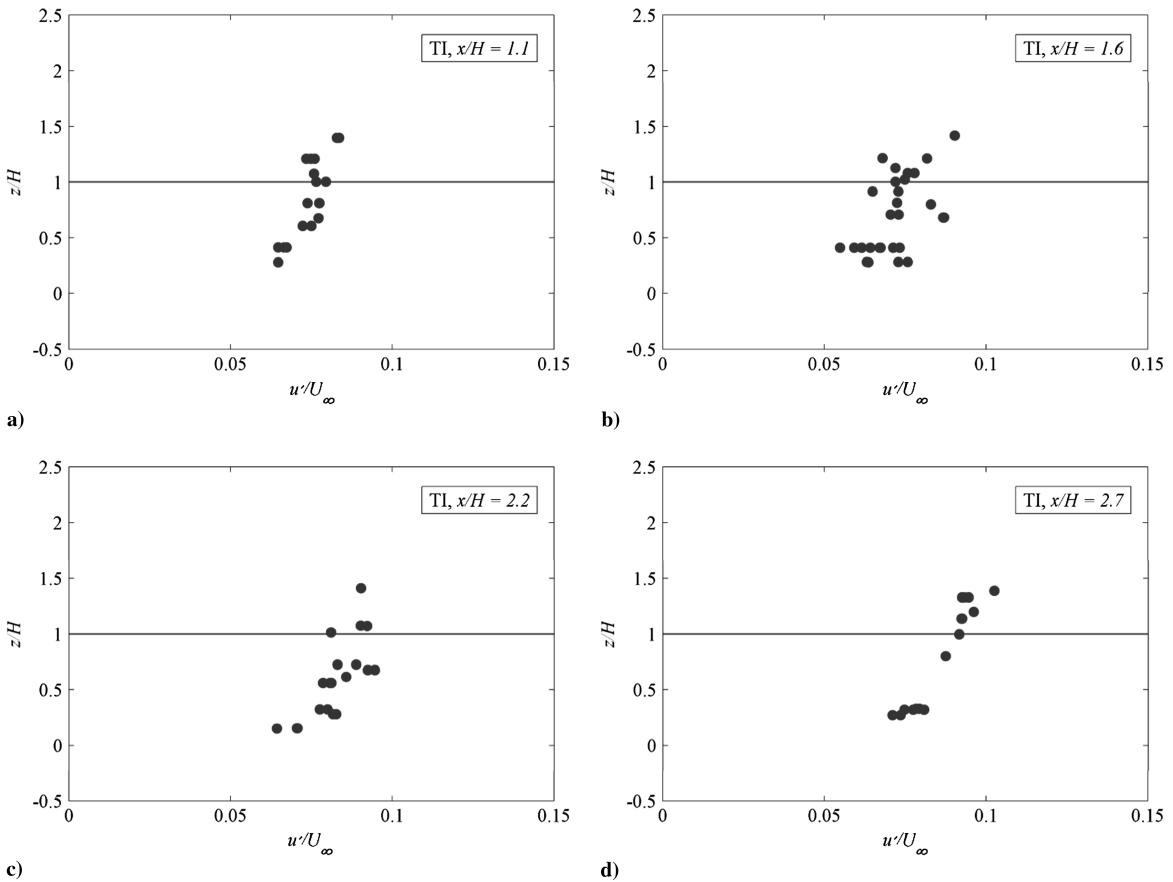 2.5
TI, x/H = 1.1
2
1.5
z/H
1
0.5
0
-0.5
0
0.05
0.1
0.15
u´/U∞
a)
2.5
TI, x/H = 1.6
2
1.5
z/H
1
0.5
0
-0.5
0
0.05
0.1
0.15
u´/U∞
b)
2.5
TI, x/H = 2.2
2
1.5
z/H
1
0.5
0
-0.5
0
0.05
0.1
0.15
u´/U∞
c)
2.5
TI, x/H = 2.7
2
1.5
z/H
1
0.5
0
-0.5
0
0.05
0.1
0.15
u´/U∞
d)